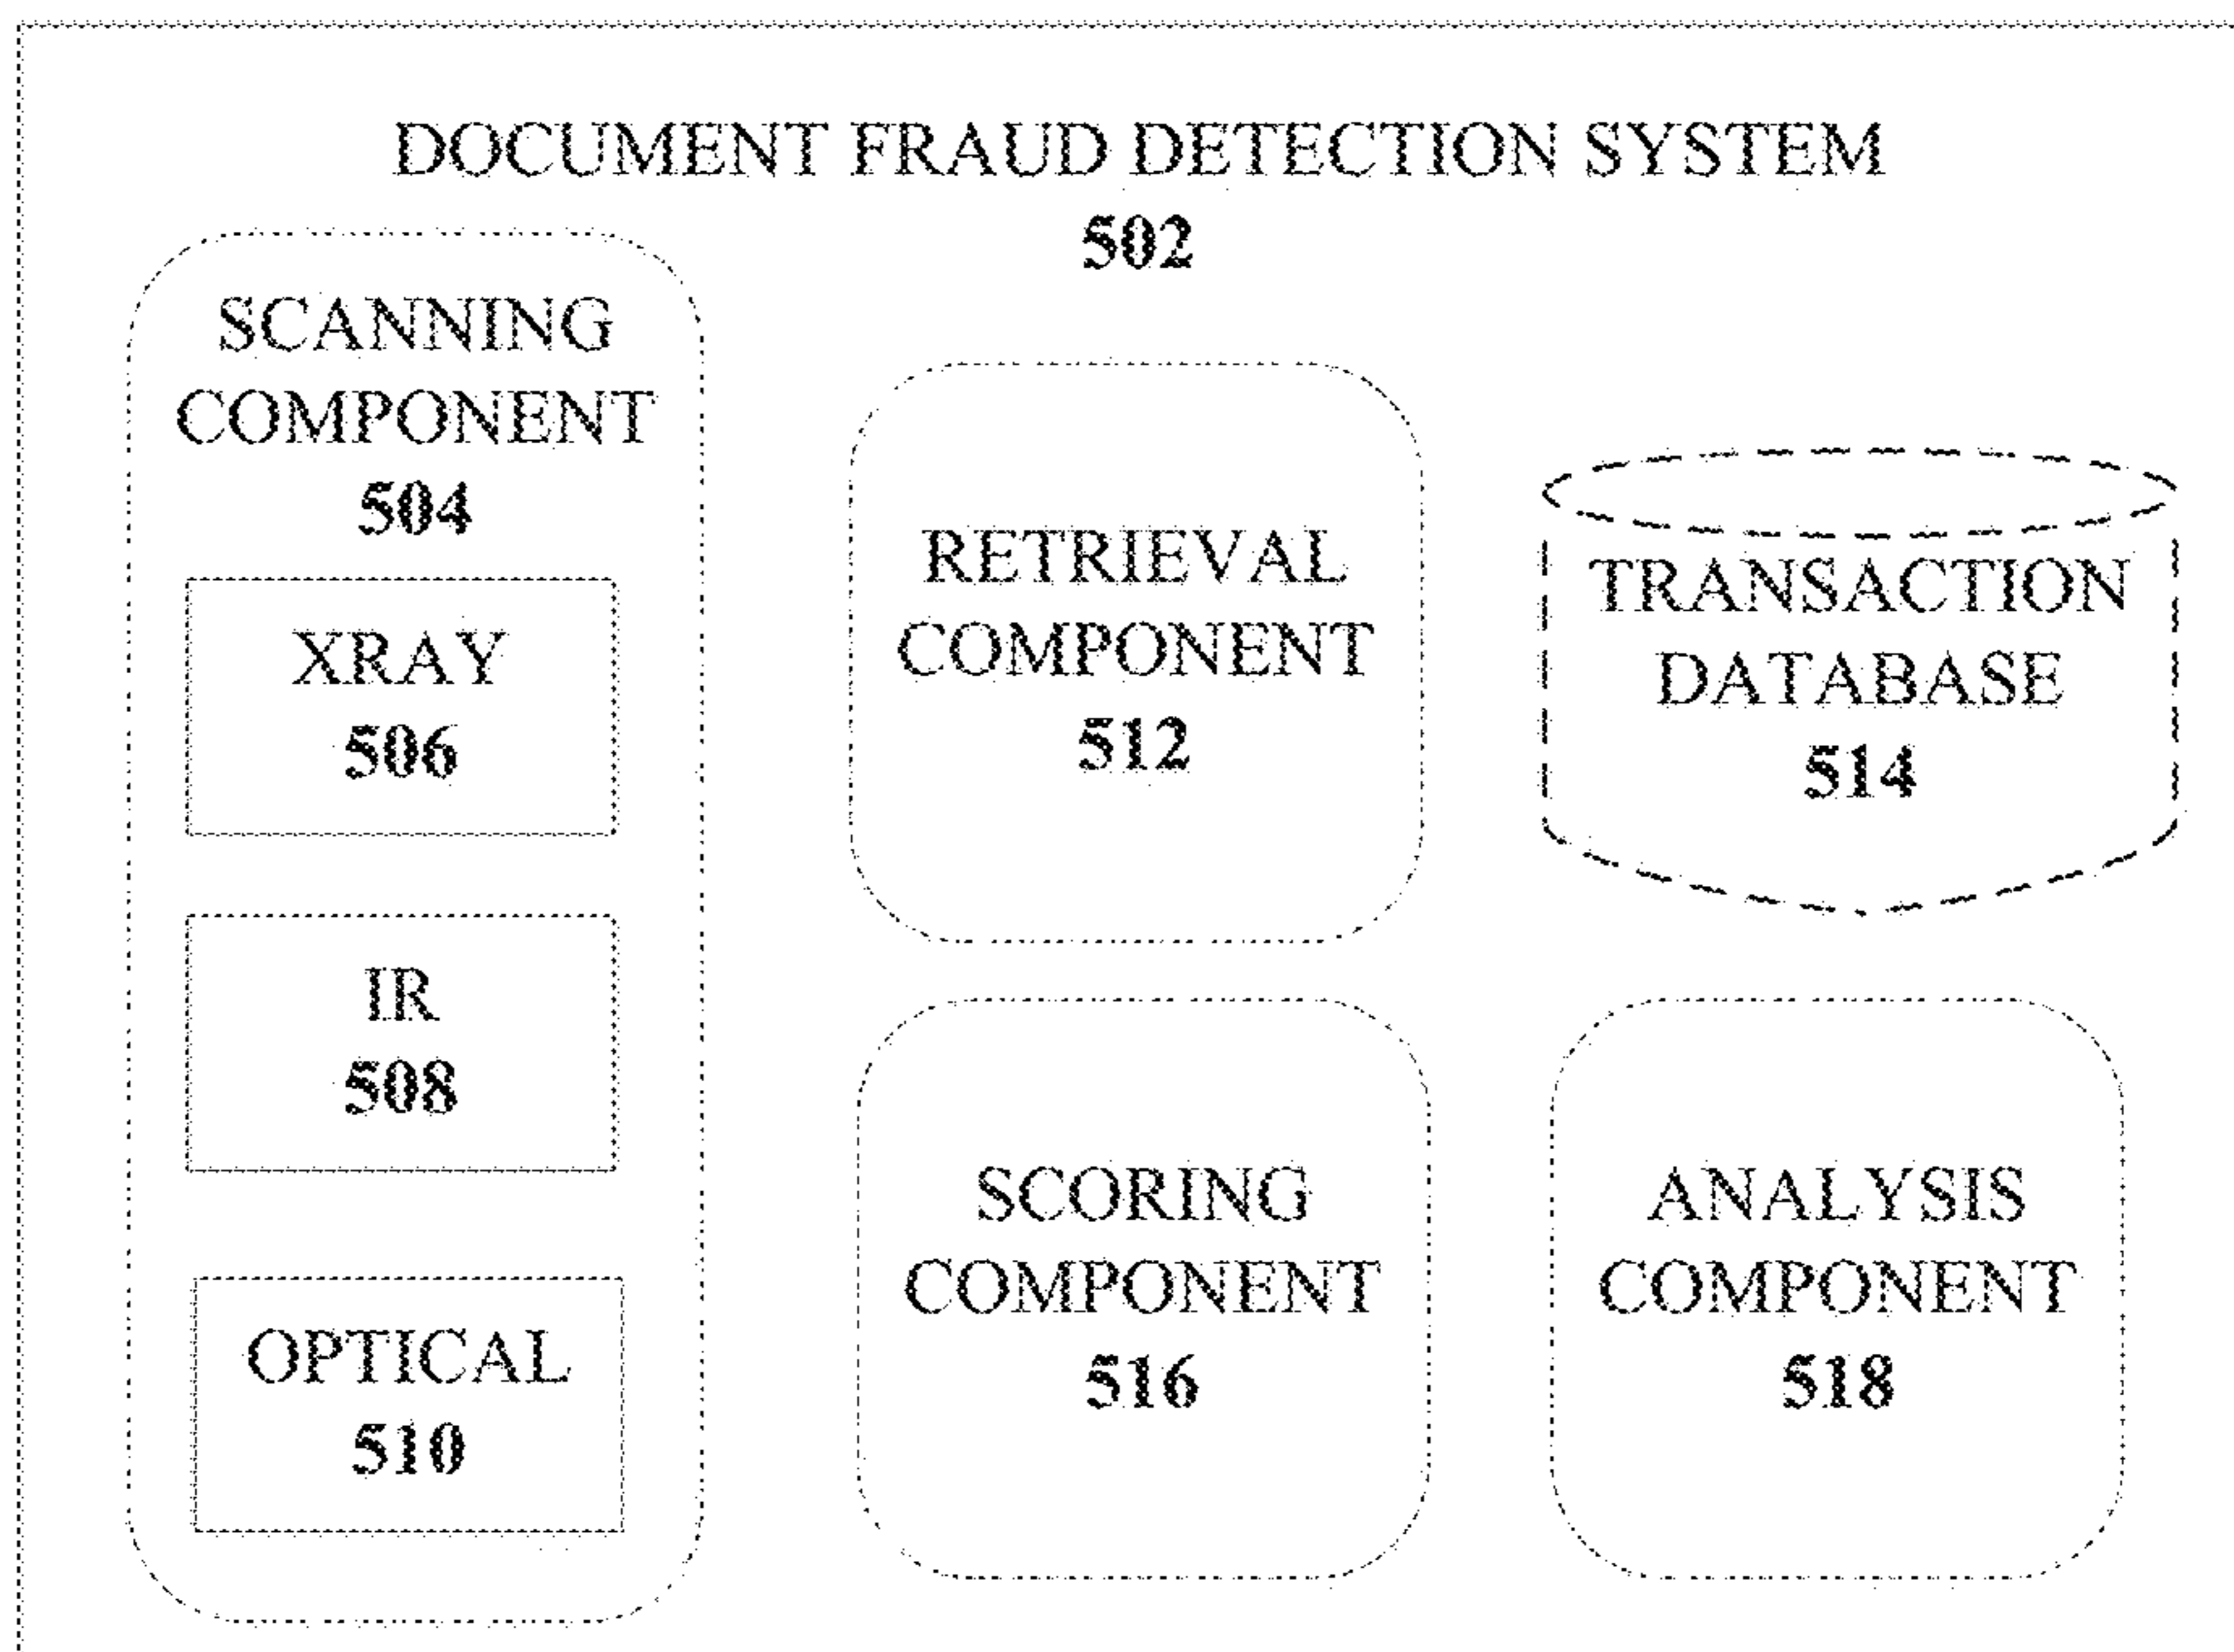 DOCUMENT FRAUD DETECTION SYSTEM
502
SCANNING
COMPONENT
504
XRAY
506
IR
508
OPTICAL
510
RETRIEVAL
COMPONENT
512
TRANSACTION
DATABASE
514
SCORING
COMPONENT
516
ANALYSIS
COMPONENT
518